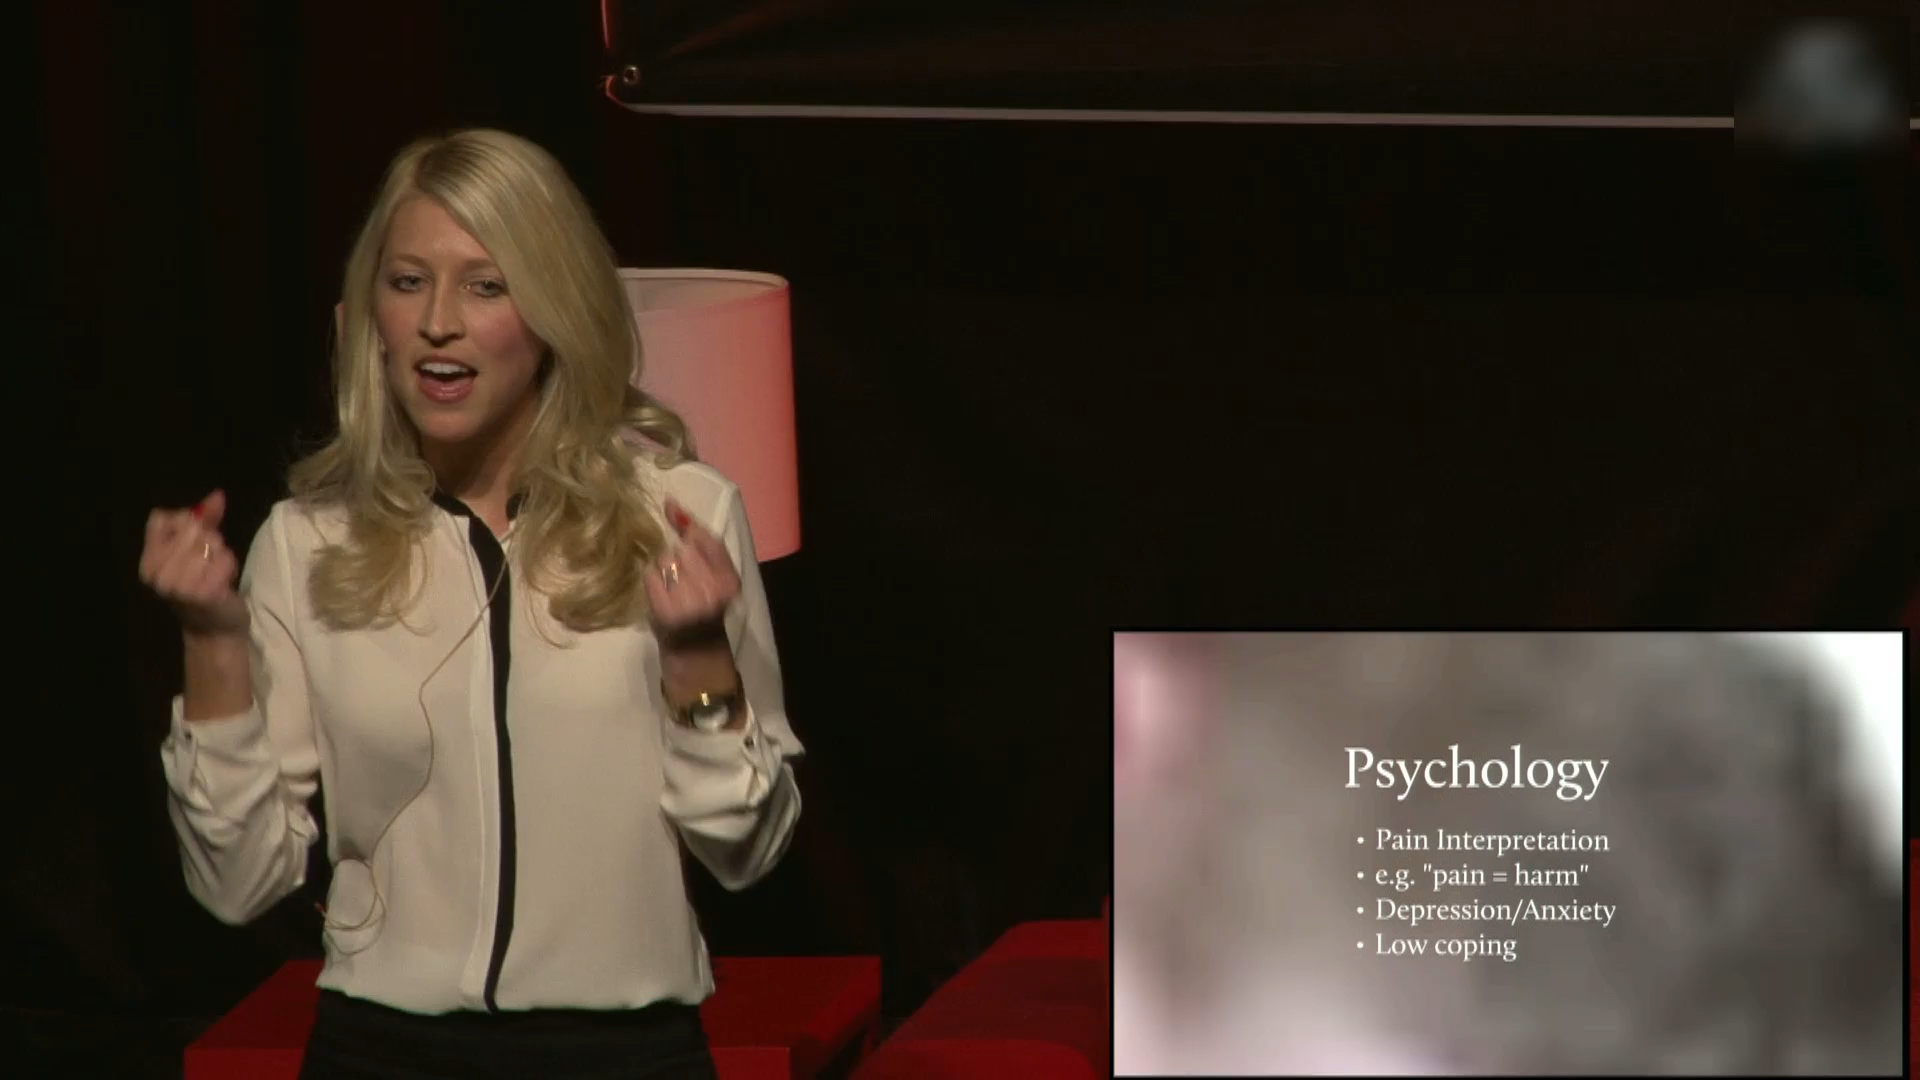 Psychology
• Pain Interpretation
• e.g. "pain = harm"
• Depression/Anxiety
• Low coping